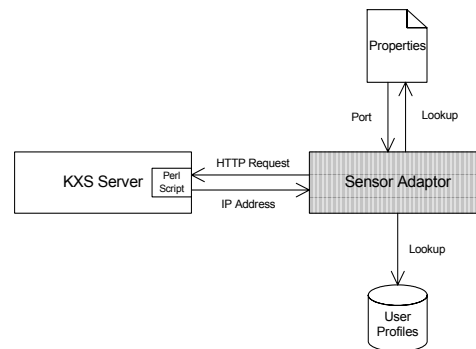 Properties
Port
Lookup
HTTP Request
KXS Server
Perl
Script
Sensor Adaptor
IP Address
Lookup
User
Profiles